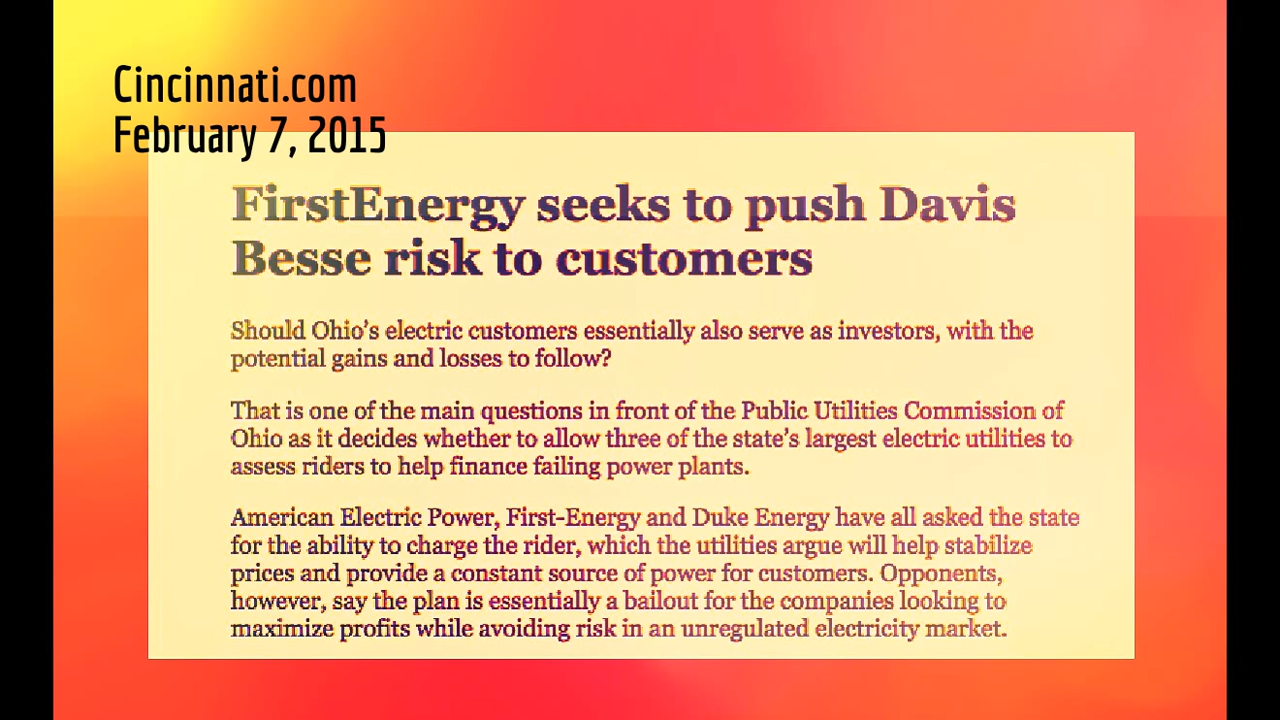 Cincinnati.com
February 7, 2015
FirstEnergy seeks to push Davis
Besse risk to customers
Should Ohio's electric customers essentially also serve as investors, with the
potential gains and losses to follow?
That is one of the main questions in front of the Public Utilities Commission of
Ohio as it decides whether to allow three of the state's largest electric utilities to
assess riders to help finance failing power plants.
American Electric Power, First-Energy and Duke Energy have all asked the state
for the ability to charge the rider, which the utilities argue will help stabilize
prices and provide a constant source of power for customers. Opponents,
however, say the plan is essentially a bailout for the companies looking to
maximize profits while avoiding risk in an unregulated electricity market.